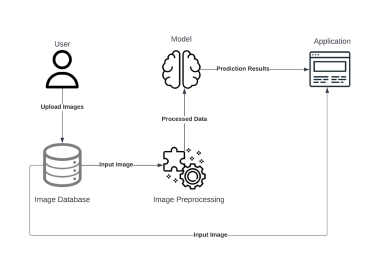 User
Model
Application
Prediction Results
Upload Images
Processed Data
Input Image
Image Database
Image Preprocessing
Input Image